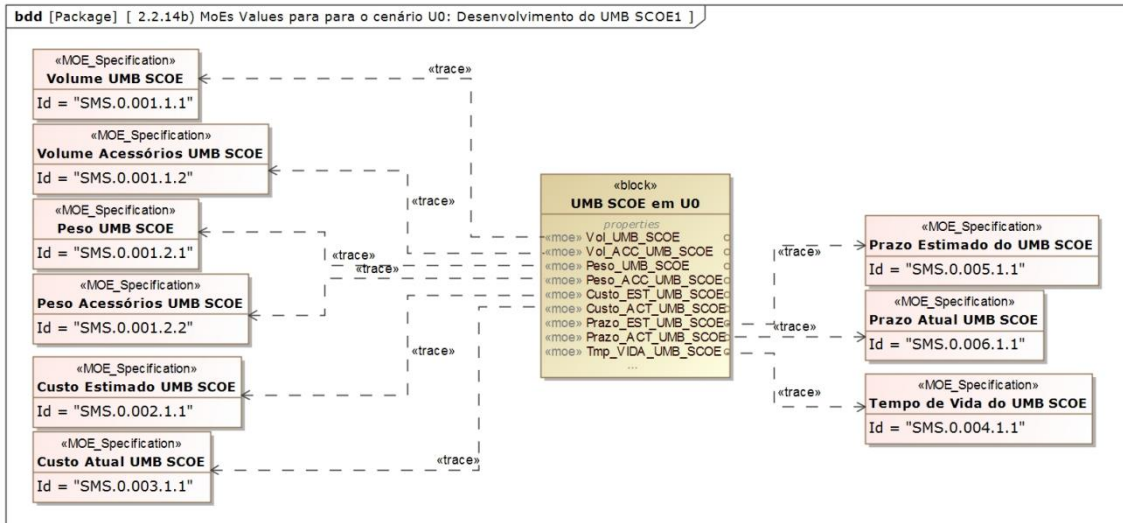 bdd [Package] [ 2.2.14b) MoEs Values para para o cenário U0: Desenvolvimento do UMB SCOE1 ]
«MOE_Specification»
Volume UMB SCOE
Id = "SMS.0.001.1.1"
«MOE_Specification»
Volume Acessórios UMB SCOE
Id = "SMS.0.001.1.2"
«MOE_Specification»
Peso UMB SCOE
Id = "SMS.0.001.2.1"
«MOE_Specification»
Peso Acessórios UMB SCOE
Id = "SMS.0.001.2.2"
«MOE_Specification»
Custo Estimado UMB SCOE
Id = "SMS.0.002.1.1"
«MOE_Specification»
Custo Atual UMB SCOE
Id = "SMS.0.003.1.1"
«trace»
«trace»
«trace»
«trace»
«trace»
«trace»
«block»
UMB SCOE em U0
properties
«moe» Vol_UMB_SCOE
«moe» Vol_ACC_UMB_SCOE
«moe» Peso_UMB_SCOE
«moe» Peso_ACC_UMB_SCOE
«moe» Custo_EST_UMB_SCOE
«moe» Custo_ACT_UMB_SCOE
«moe» Prazo_EST_UMB_SCOE
«moe» Prazo_ACT_UMB_SCOE
«moe» Tmp_VIDA_UMB_SCOE
...
«trace»
«trace»
«trace»
«MOE_Specification»
Prazo Estimado do UMB SCOE
Id = "SMS.0.005.1.1"
«MOE_Specification»
Prazo Atual UMB SCOE
Id = "SMS.0.006.1.1"
«MOE_Specification»
Tempo de Vida do UMB SCOE
Id = "SMS.0.004.1.1"